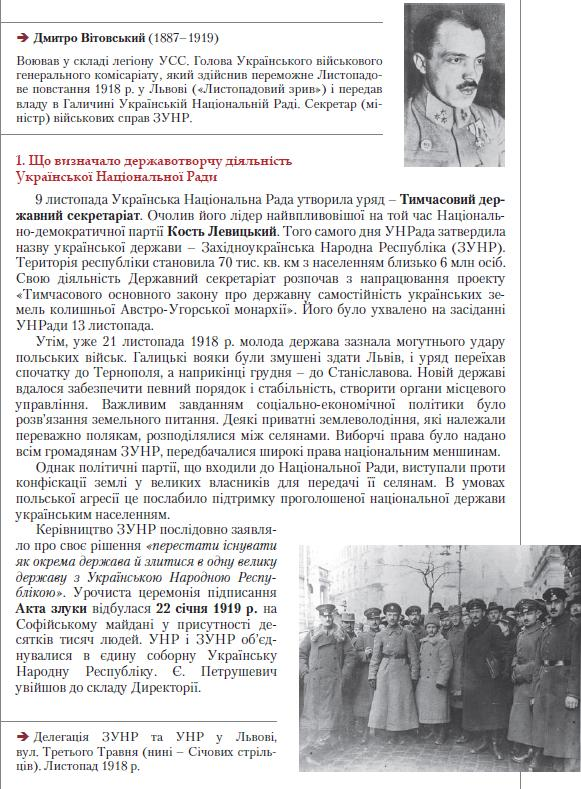 ➔ Дмитро Вітовський (1887–1919)
Воював у складі легіону УСС. Голова Українського військового
генерального комісаріату, який здійснив переможне Листопадо-
ве повстання 1918 р. у Львові («Листопадовий зрив») і передав
владу в Галичині Українській Національній Раді. Секретар (мі-
ністр) військових справ ЗУНР.
1. Що визначало державотворчу діяльність
Української Національної Ради
9 листопада Українська Національна Рада утворила уряд – Тимчасовий дер-
жавний секретаріат. Очолив його лідер найвпливовішої на той час Національ-
но-демократичної партії Кость Левицький. Того самого дня УНРада затвердила
назву української держави – Західноукраїнська Народна Республіка (ЗУНР).
Територія республіки становила 70 тис. кв. км з населенням близько 6 млн осіб.
Свою діяльність Державний секретаріат розпочав з напрацювання проекту
«Тимчасового основного закону про державну самостійність українських зе-
мель колишньої Австро-Угорської монархії». Його було ухвалено на засіданні
УНРади 13 листопада.
Утім, уже 21 листопада 1918 р. молода держава зазнала могутнього удару
польських військ. Галицькі вояки були змушені здати Львів, і уряд переїхав
спочатку до Тернополя, а наприкінці грудня – до Станіславова. Новій державі
вдалося забезпечити певний порядок і стабільність, створити органи місцевого
управління. Важливим завданням соціально-економічної політики було
розв’язання земельного питання. Деякі приватні землеволодіння, які належали
переважно полякам, розподілялися між селянами. Виборчі права було надано
всім громадянам ЗУНР, передбачалися широкі права національним меншинам.
Однак політичні партії, що входили до Національної Ради, виступали проти
конфіскації землі у великих власників для передачі її селянам. В умовах
польської агресії це послабило підтримку проголошеної національної держави
українським населенням.
Керівництво ЗУНР послідовно заявля-
ло про своє рішення «перестати існувати
як окрема держава й злитися в одну велику
державу з Українською Народною Респу-
блікою». Урочиста церемонія підписання
Акта злуки відбулася 22 січня 1919 р. на
Софійському майдані у присутності де-
сятків тисяч людей. УНР і ЗУНР об’єд-
нувалися в єдину соборну Українську
Народну Республіку. Є. Петрушевич
увійшов до складу Директорії.
➔ Делегація ЗУНР та УНР у Львові,
вул. Третього Травня (нині – Січових стріль-
ців). Листопад 1918 р.